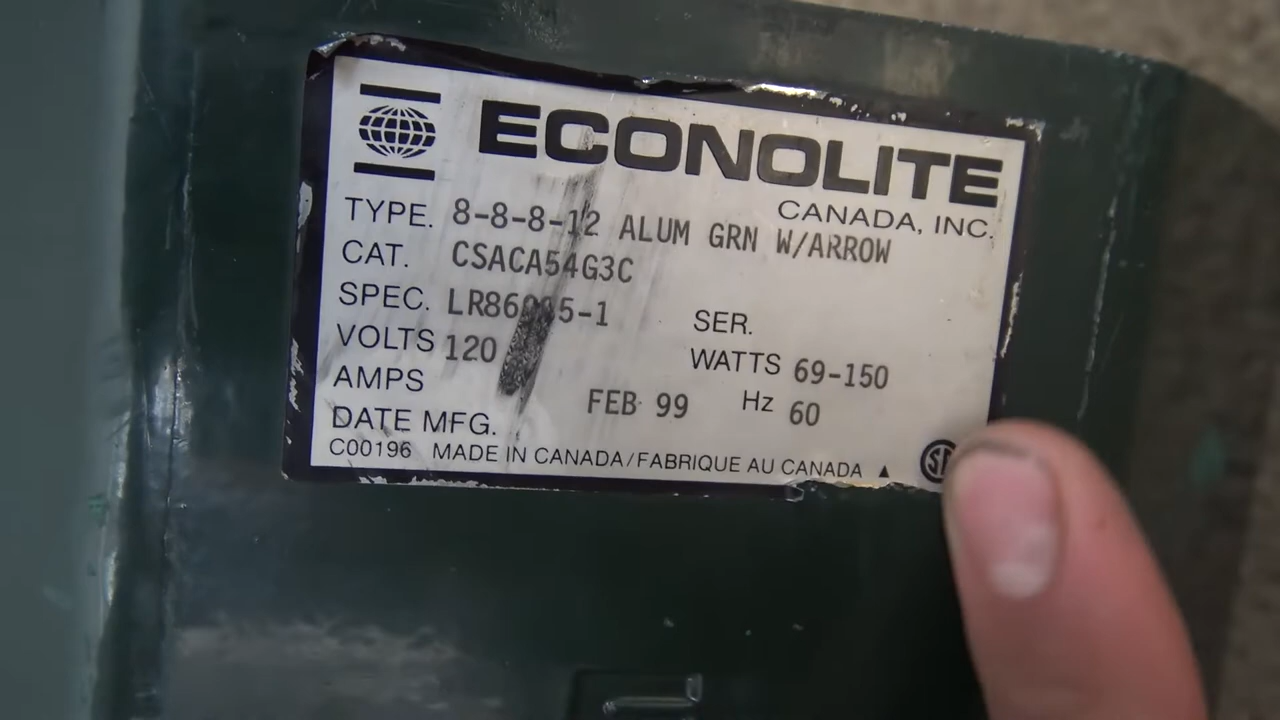 ECONOLITE
CANADA, INC.
TYPE. 8-8-8-12 ALUM GRN W/ARROW
CAT. CSACA54G3C
SPEC. SER.
VOLTS 120 WATTS 69-150
AMPS Hz 60
DATE MFG. FEB 99
C00196 MADE IN CANADA/FABRIQUE AU CANADA ▲